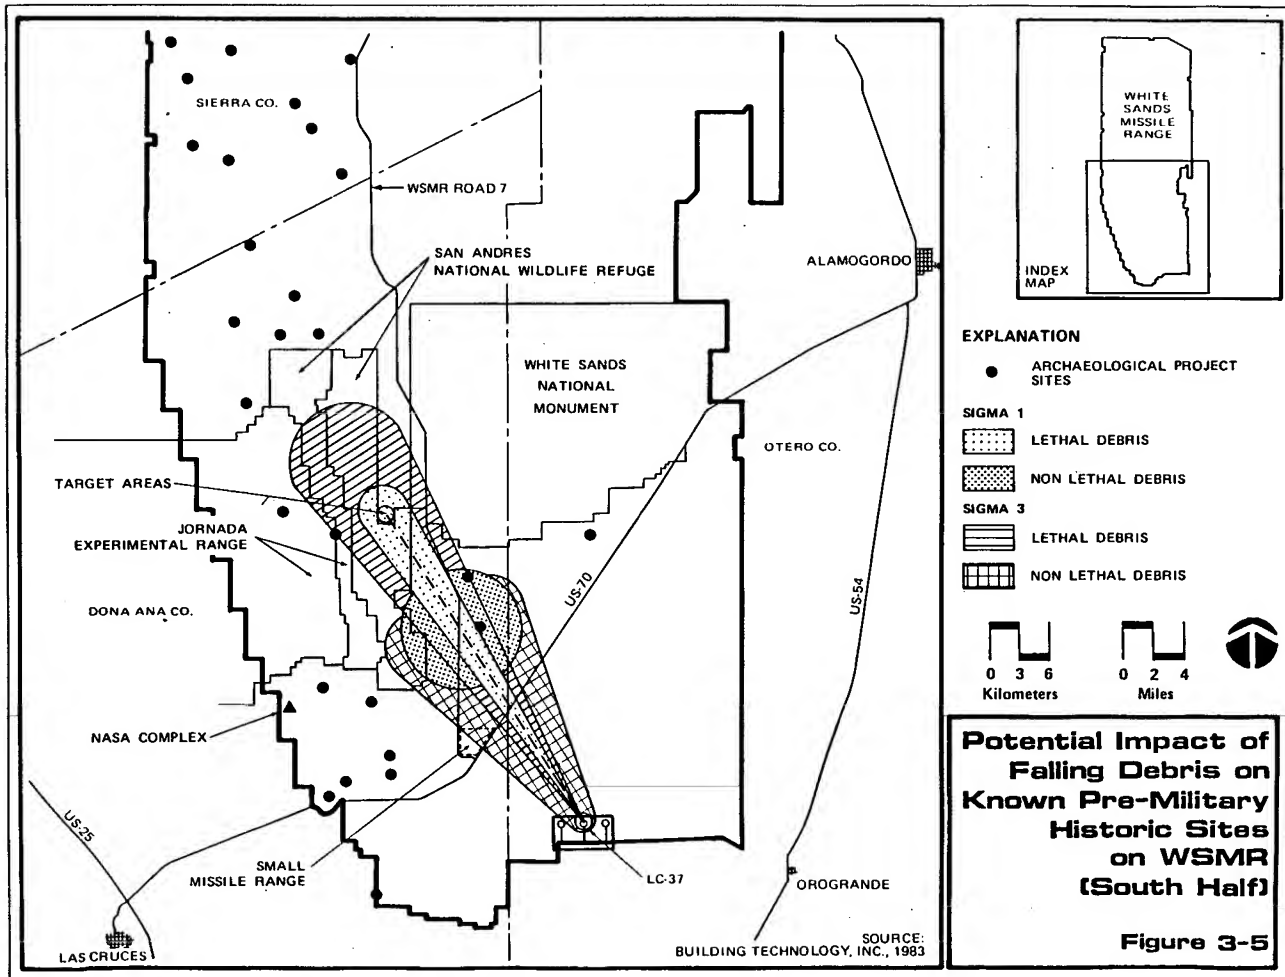 SIERRA CO.
WSMR ROAD 7
SAN ANDRES
NATIONAL WILDLIFE REFUGE
ALAMOGORDO
WHITE SANDS
NATIONAL
MONUMENT
OTERO CO.
TARGET AREAS
JORNADA
EXPERIMENTAL RANGE
DONA ANA CO.
US-70
US-54
NASA COMPLEX
US-25
SMALL
MISSILE RANGE
LC-37
OROGRANDE
LAS CRUCES
SOURCE:
BUILDING TECHNOLOGY, INC., 1983
WHITE
SANDS
MISSILE
RANGE
INDEX
MAP
EXPLANATION
ARCHAEOLOGICAL PROJECT
SITES
SIGMA 1
LETHAL DEBRIS
NON LETHAL DEBRIS
SIGMA 3
LETHAL DEBRIS
NON LETHAL DEBRIS
0 3 6
Kilometers
0 2 4
Miles
Potential Impact of
Falling Debris on
Known Pre-Military
Historic Sites
on WSMR
(South Half)
Figure 3-5